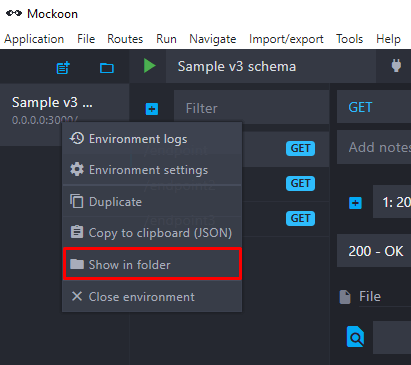 Mockoon
Application File Routes Run Navigate Import/export Tools Help
Sample v3 schema
Sample v3 ...
0.0.0.0:3000/
Filter
GET
Environment logs
GET
Add notes
Environment settings
GET
Duplicate
1: 20
Copy to clipboard (JSON)
GET
200 - OK
Show in folder
Close environment
File